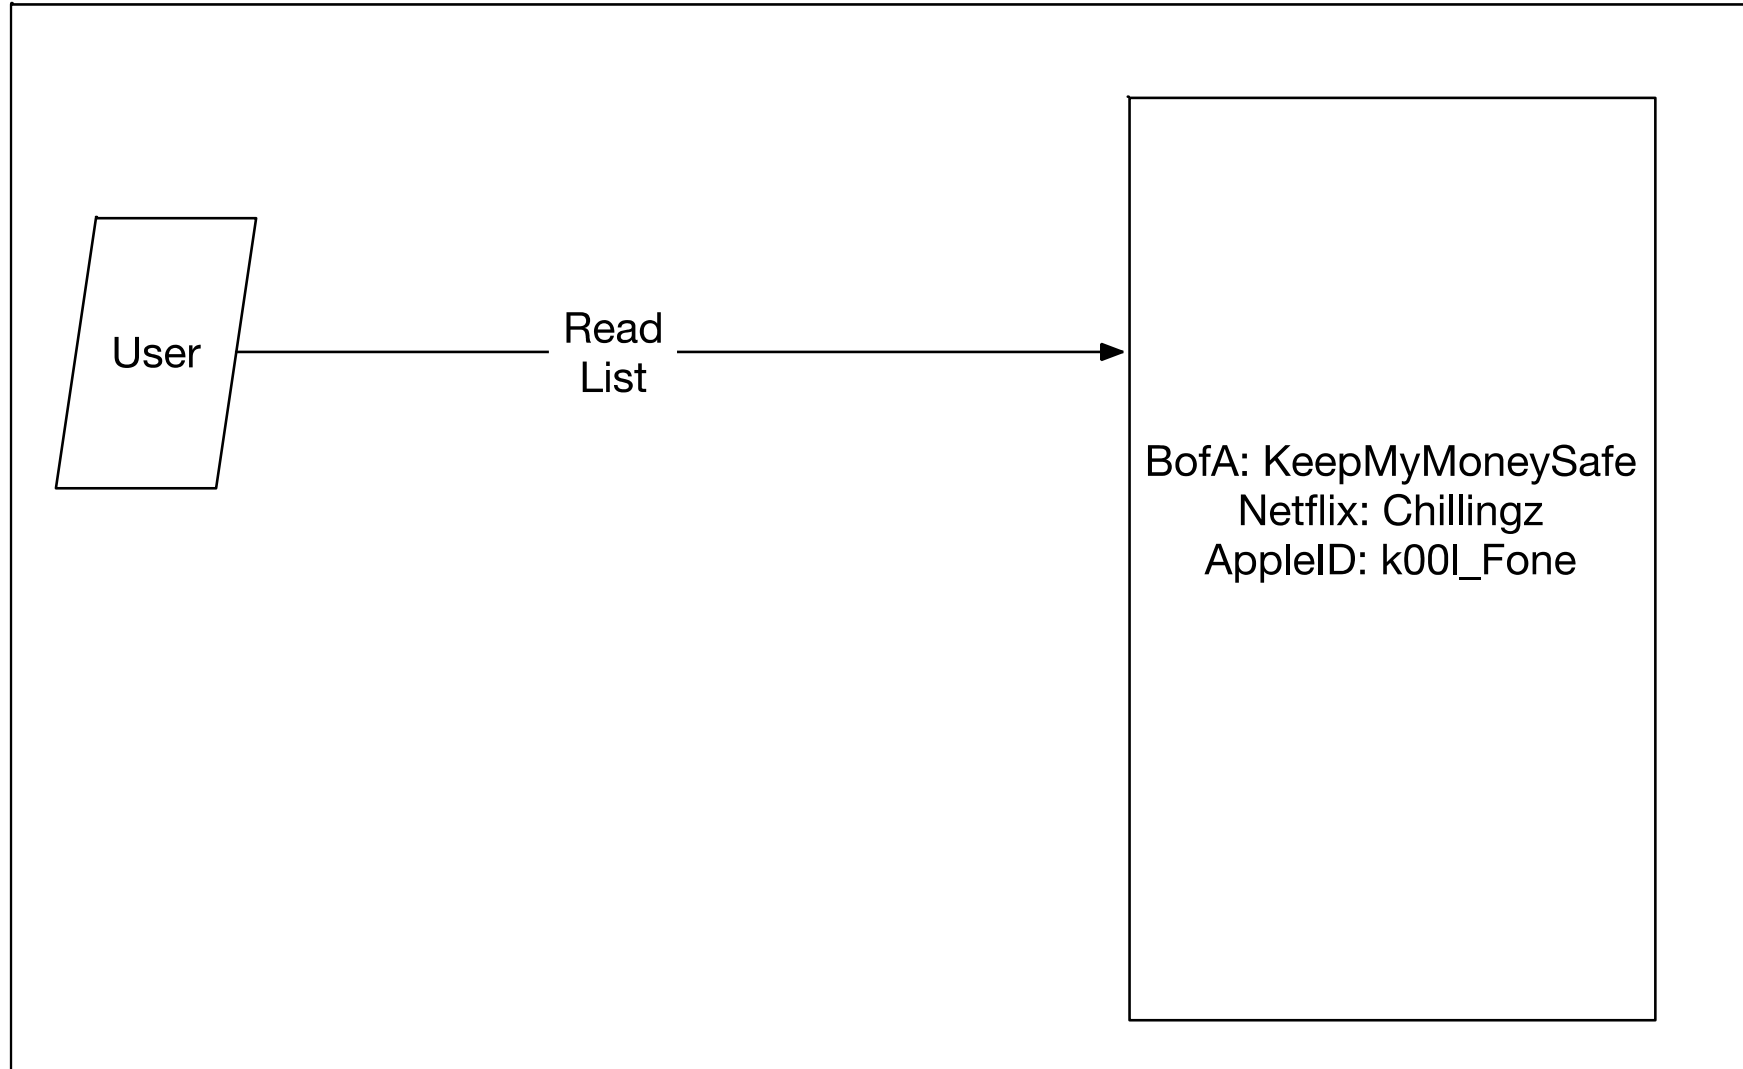 User
Read
List
BofA: KeepMyMoneySafe
Netflix: Chillingz
AppleID: k00l_Fone